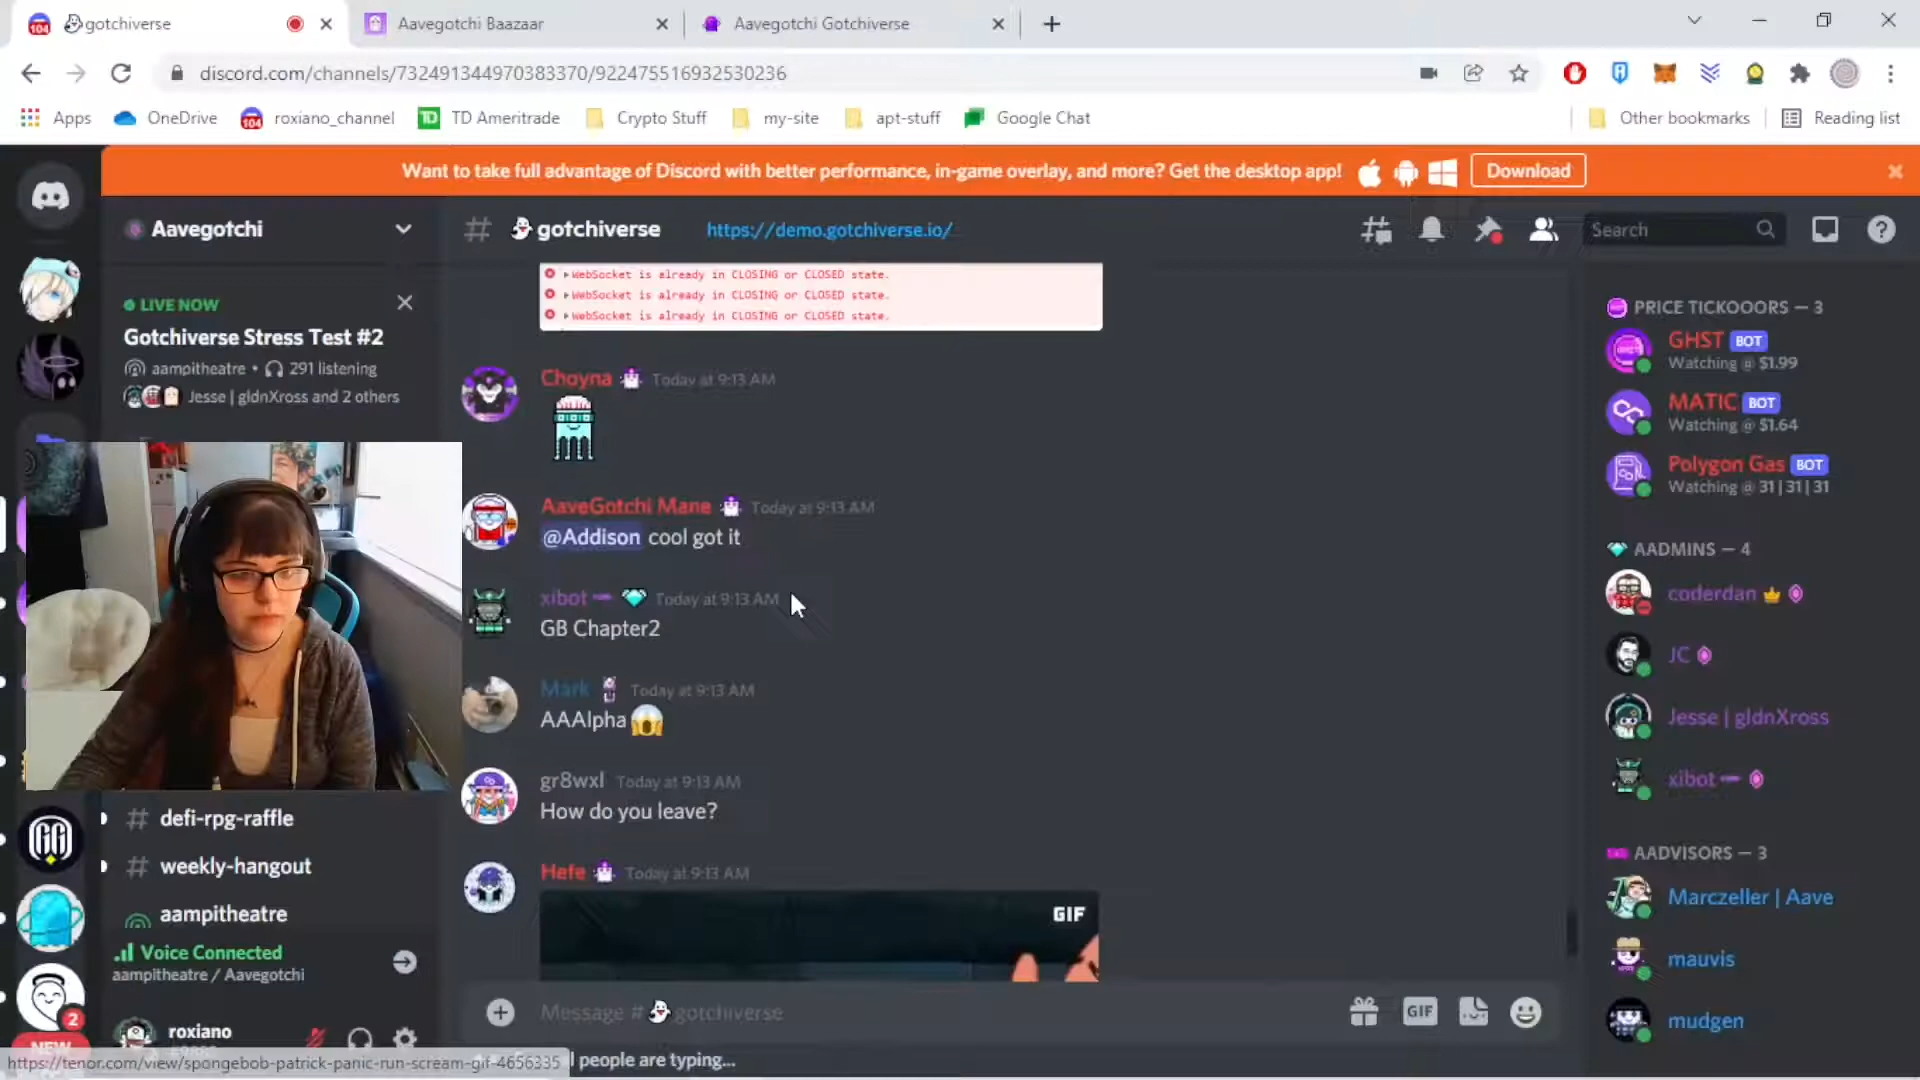 gotchiverse
Aavegotchi Baazaar
Aavegotchi Gotchiverse
discord.com/channels/732491344970383370/922475516932530236
Apps
OneDrive
104
roxiano_channel
TD Ameritrade
Crypto Stuff
my-site
apt-stuff
Google Chat
Other bookmarks
Reading list
Want to take full advantage of Discord with better performance, in-game overlay, and more? Get the desktop app!
Download
Aavegotchi
# gotchiverse
https://demo.gotchiverse.io/
Search
LIVE NOW
Gotchiverse Stress Test #2
aampitheatre • 291 listening
Jesse | gldnXross and 2 others
# defi-rpg-raffle
# weekly-hangout
aampitheatre
Voice Connected
aampitheatre / Aavegotchi
2
NEW
roxiano
https://tenor.com/view/spongebob-patrick-panic-run-scream-gif-4656335
WebSocket is already in CLOSING or CLOSED state.
WebSocket is already in CLOSING or CLOSED state.
WebSocket is already in CLOSING or CLOSED state.
Choyna Today at 9:13 AM
AaveGotchi Mane Today at 9:13 AM
@Addison cool got it
xibot Today at 9:13 AM
GB Chapter2
Mark Today at 9:13 AM
AAAlpha 😱
gr8wxl Today at 9:13 AM
How do you leave?
Hefe Today at 9:13 AM
GIF
Message # gotchiverse
GIF
people are typing...
PRICE TICKOOORS — 3
GHST BOT
Watching @ $1.99
MATIC BOT
Watching @ $1.64
Polygon Gas BOT
Watching @ 31 | 31 | 31
AADMINS — 4
coderdan
JC
Jesse | gldnXross
xibot
AADVISORS — 3
Marczeller | Aave
mauvis
mudgen